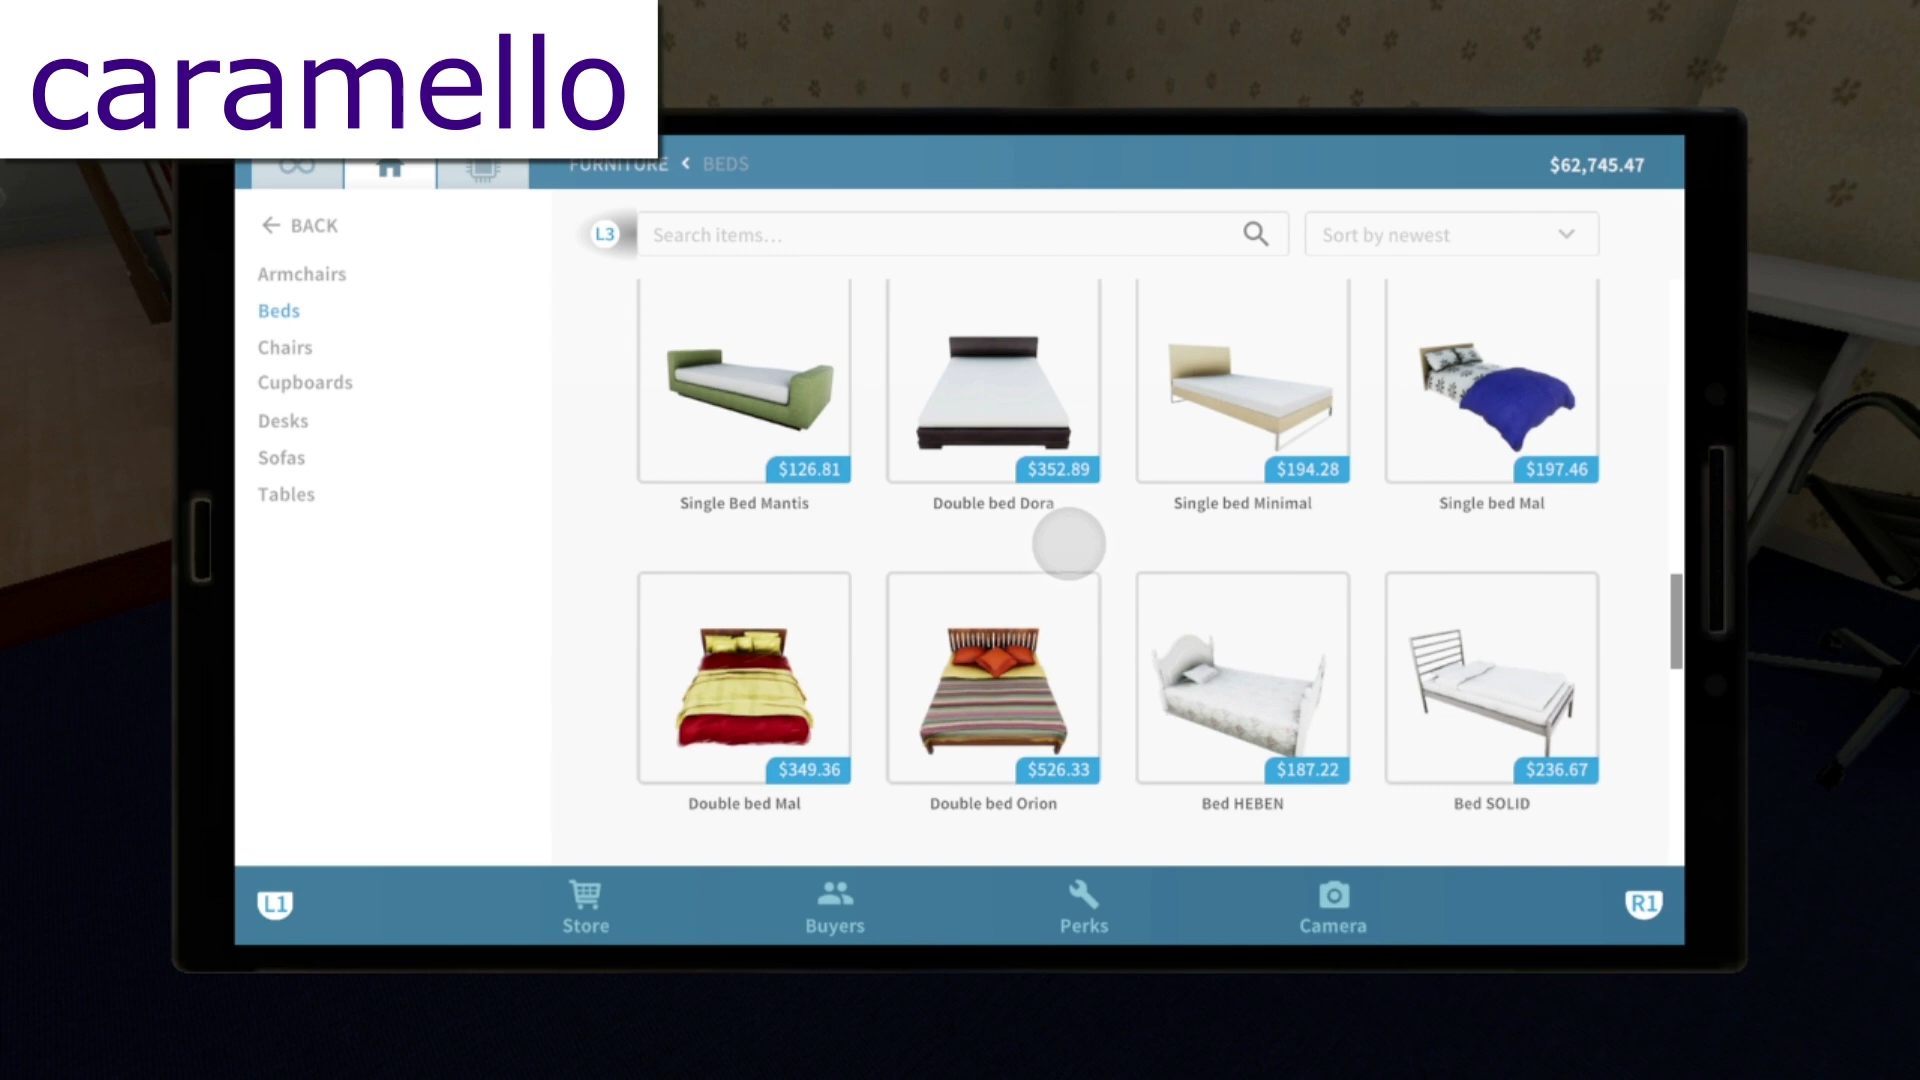 caramello
FURNITURE < BEDS
$62,745.47
← BACK
L3
Search items...
Sort by newest
Armchairs
Beds
Chairs
Cupboards
Desks
Sofas
Tables
$126.81 $352.89 $194.28 $197.46
Single Bed Mantis Double bed Dora Single bed Minimal Single bed Mal
$349.36 $526.33 $187.22 $236.67
Double bed Mal Double bed Orion Bed HEBEN Bed SOLID
L1 Store Buyers Perks Camera R1